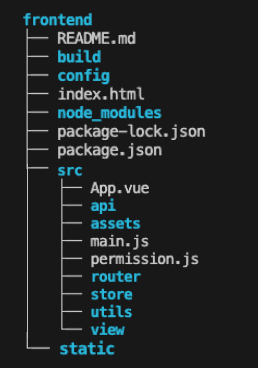 frontend
├── README.md
├── build
├── config
├── index.html
├── node_modules
├── package-lock.json
├── package.json
├── src
│   ├── App.vue
│   ├── api
│   ├── assets
│   ├── main.js
│   ├── permission.js
│   ├── router
│   ├── store
│   ├── utils
│   └── view
└── static